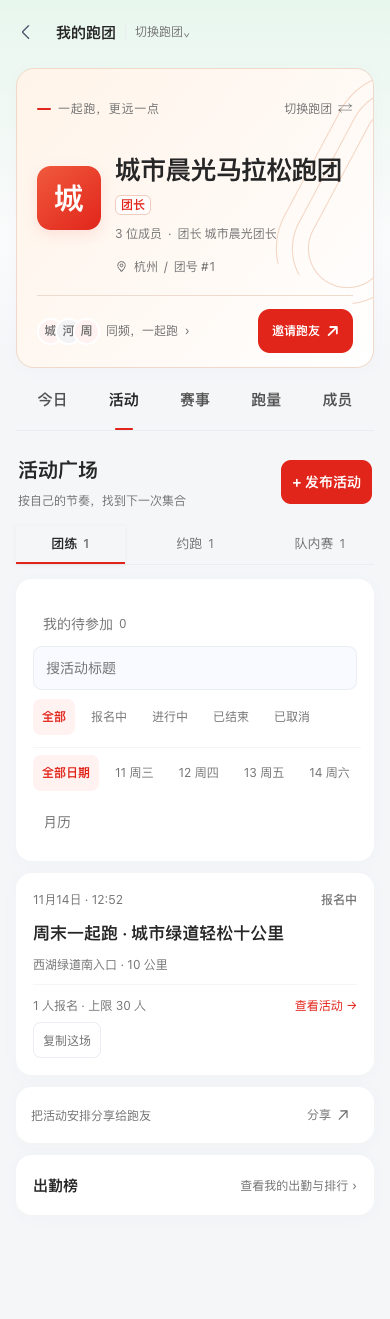 我的跑团 切换跑团
一起跑，更远一点 切换跑团
城
城市晨光马拉松跑团
团长
3 位成员 · 团长 城市晨光团长
杭州 / 团号 #1
城 河 周 同频，一起跑 ›
邀请跑友
今日 活动 赛事 跑量 成员
活动广场
按自己的节奏，找到下一次集合
+ 发布活动
团练 1 约跑 1 队内赛 1
我的待参加 0
搜活动标题
全部 报名中 进行中 已结束 已取消
全部日期 11 周三 12 周四 13 周五 14 周六
月历
11月14日 · 12:52 报名中
周末一起跑 · 城市绿道轻松十公里
西湖绿道南入口 · 10 公里
1 人报名 · 上限 30 人 查看活动 →
复制这场
把活动安排分享给跑友 分享
出勤榜 查看我的出勤与排行 ›